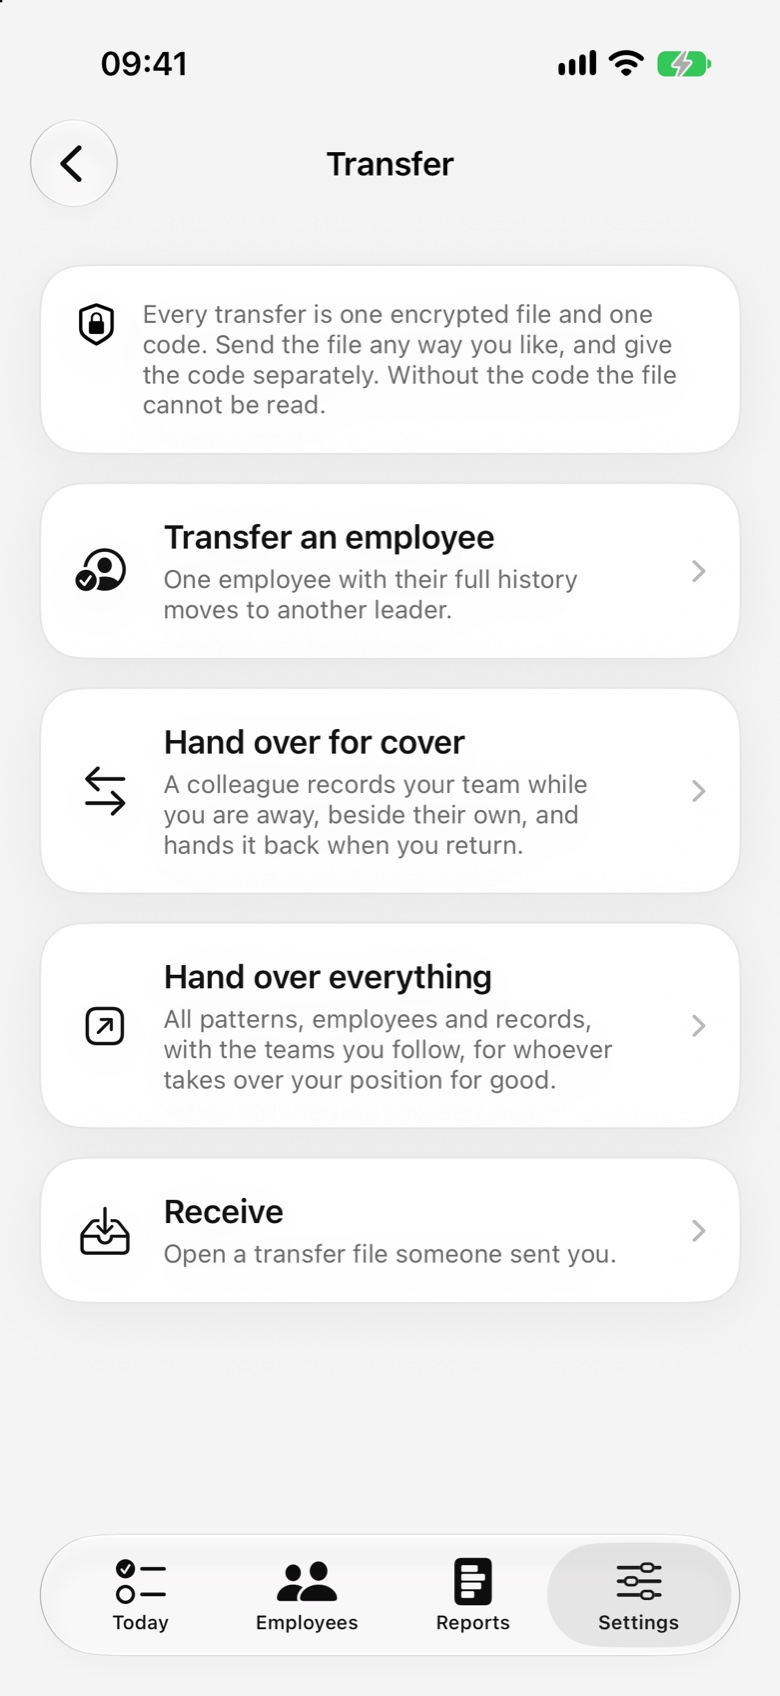 09:41
Transfer
Every transfer is one encrypted file and one
code. Send the file any way you like, and give
the code separately. Without the code the file
cannot be read.
Transfer an employee
One employee with their full history
moves to another leader.
Hand over for cover
A colleague records your team while
you are away, beside their own, and
hands it back when you return.
Hand over everything
All patterns, employees and records,
with the teams you follow, for whoever
takes over your position for good.
Receive
Open a transfer file someone sent you.
Today
Employees
Reports
Settings